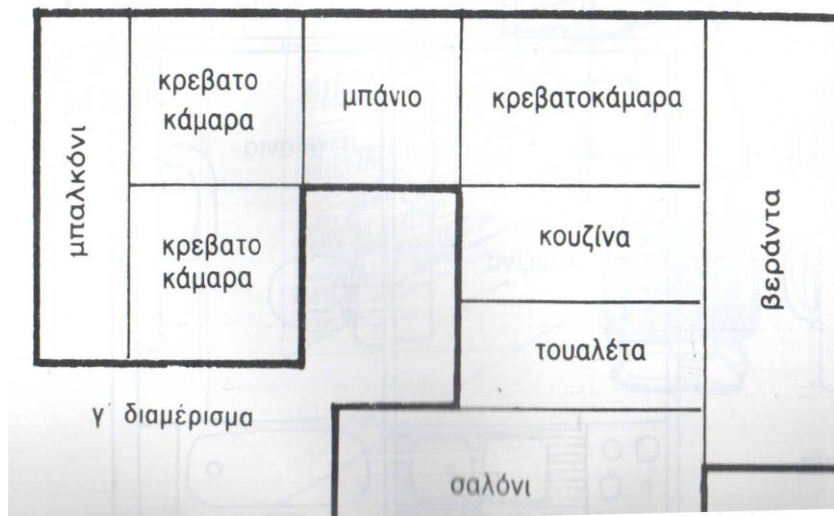 κρεβατο
κάμαρα
μπάνιο
κρεβατοκάμαρα
μπαλκόνι
κρεβατο
κάμαρα
κουζίνα
βεράντα
τουαλέτα
γ΄ διαμέρισμα
σαλόνι